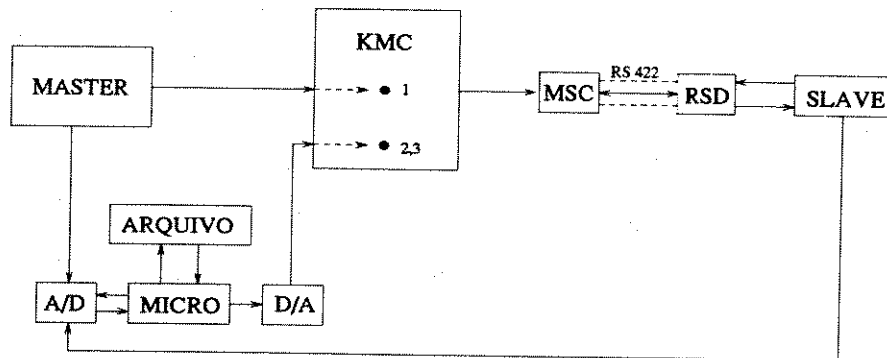 KMC
MASTER
1
RS 422
MSC
RSD
SLAVE
2,3
ARQUIVO
A/D
MICRO
D/A